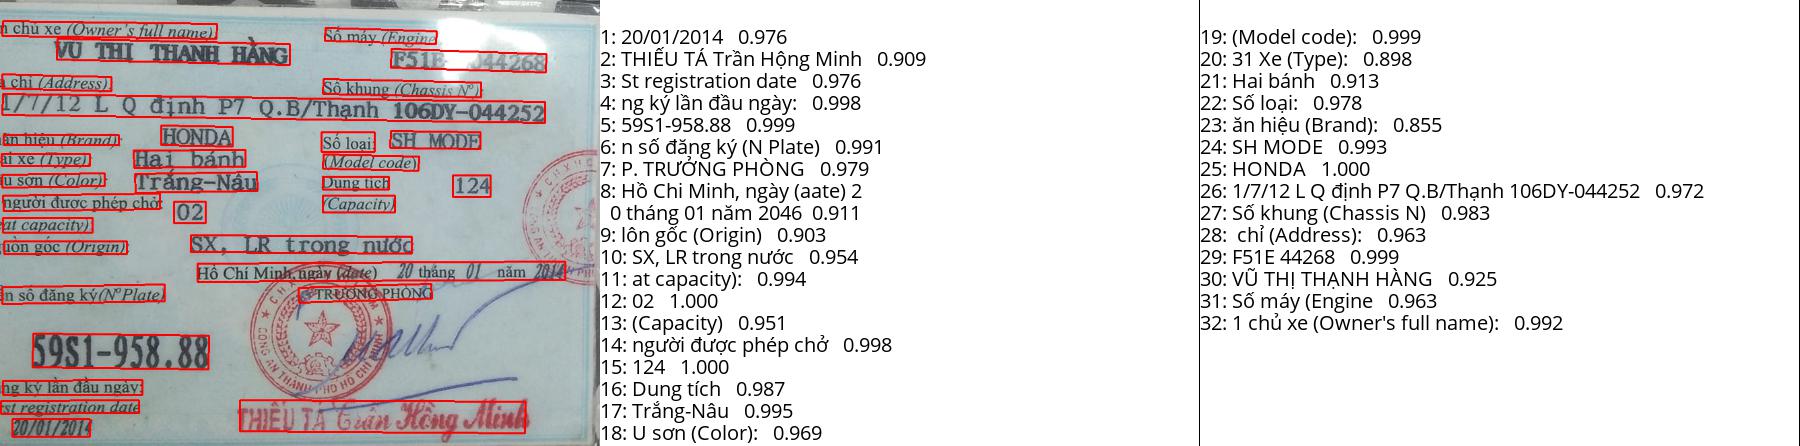 n chủ xe (Owner's full name)
Số máy (Engine
VŨ THỊ THANH HẰNG
F51E 044268
chỉ (Address):
Số khung (Chassis N°)
1/7/12 L Q định P7 Q.B/Thạnh 106DY-044252
ãn hiệu (Brand):
HONDA
Số loại:
SH MODE
ại xe (Type):
Hai bánh
(Model code)
u sơn (Color):
Trắng-Nâu
Dung tích
124
người được phép chở
02
(Capacity)
at capacity)
uồn gốc (Origin)
SX, LR trong nước
Hồ Chí Minh, ngày (date) 20 tháng 01 năm 2014
n số đăng ký (N°Plate)
TRƯỞNG PHÒNG
59S1-958.88
ng ký lần đầu ngày:
st registration date
20/01/2014
THIẾU TÁ Trần Hồng Minh
1: 20/01/2014 0.976
2: THIẾU TÁ Trần Hộng Minh 0.909
3: St registration date 0.976
4: ng ký lần đầu ngày: 0.998
5: 59S1-958.88 0.999
6: n số đăng ký (N Plate) 0.991
7: P. TRƯỞNG PHÒNG 0.979
8: Hồ Chi Minh, ngày (aate) 2
0 tháng 01 năm 2046 0.911
9: lôn gốc (Origin) 0.903
10: SX, LR trong nước 0.954
11: at capacity): 0.994
12: 02 1.000
13: (Capacity) 0.951
14: người được phép chở 0.998
15: 124 1.000
16: Dung tích 0.987
17: Trắng-Nâu 0.995
18: U sơn (Color): 0.969
19: (Model code): 0.999
20: 31 Xe (Type): 0.898
21: Hai bánh 0.913
22: Số loại: 0.978
23: ăn hiệu (Brand): 0.855
24: SH MODE 0.993
25: HONDA 1.000
26: 1/7/12 L Q định P7 Q.B/Thạnh 106DY-044252 0.972
27: Số khung (Chassis N) 0.983
28: chỉ (Address): 0.963
29: F51E 44268 0.999
30: VŨ THỊ THẠNH HÀNG 0.925
31: Số máy (Engine 0.963
32: 1 chủ xe (Owner's full name): 0.992